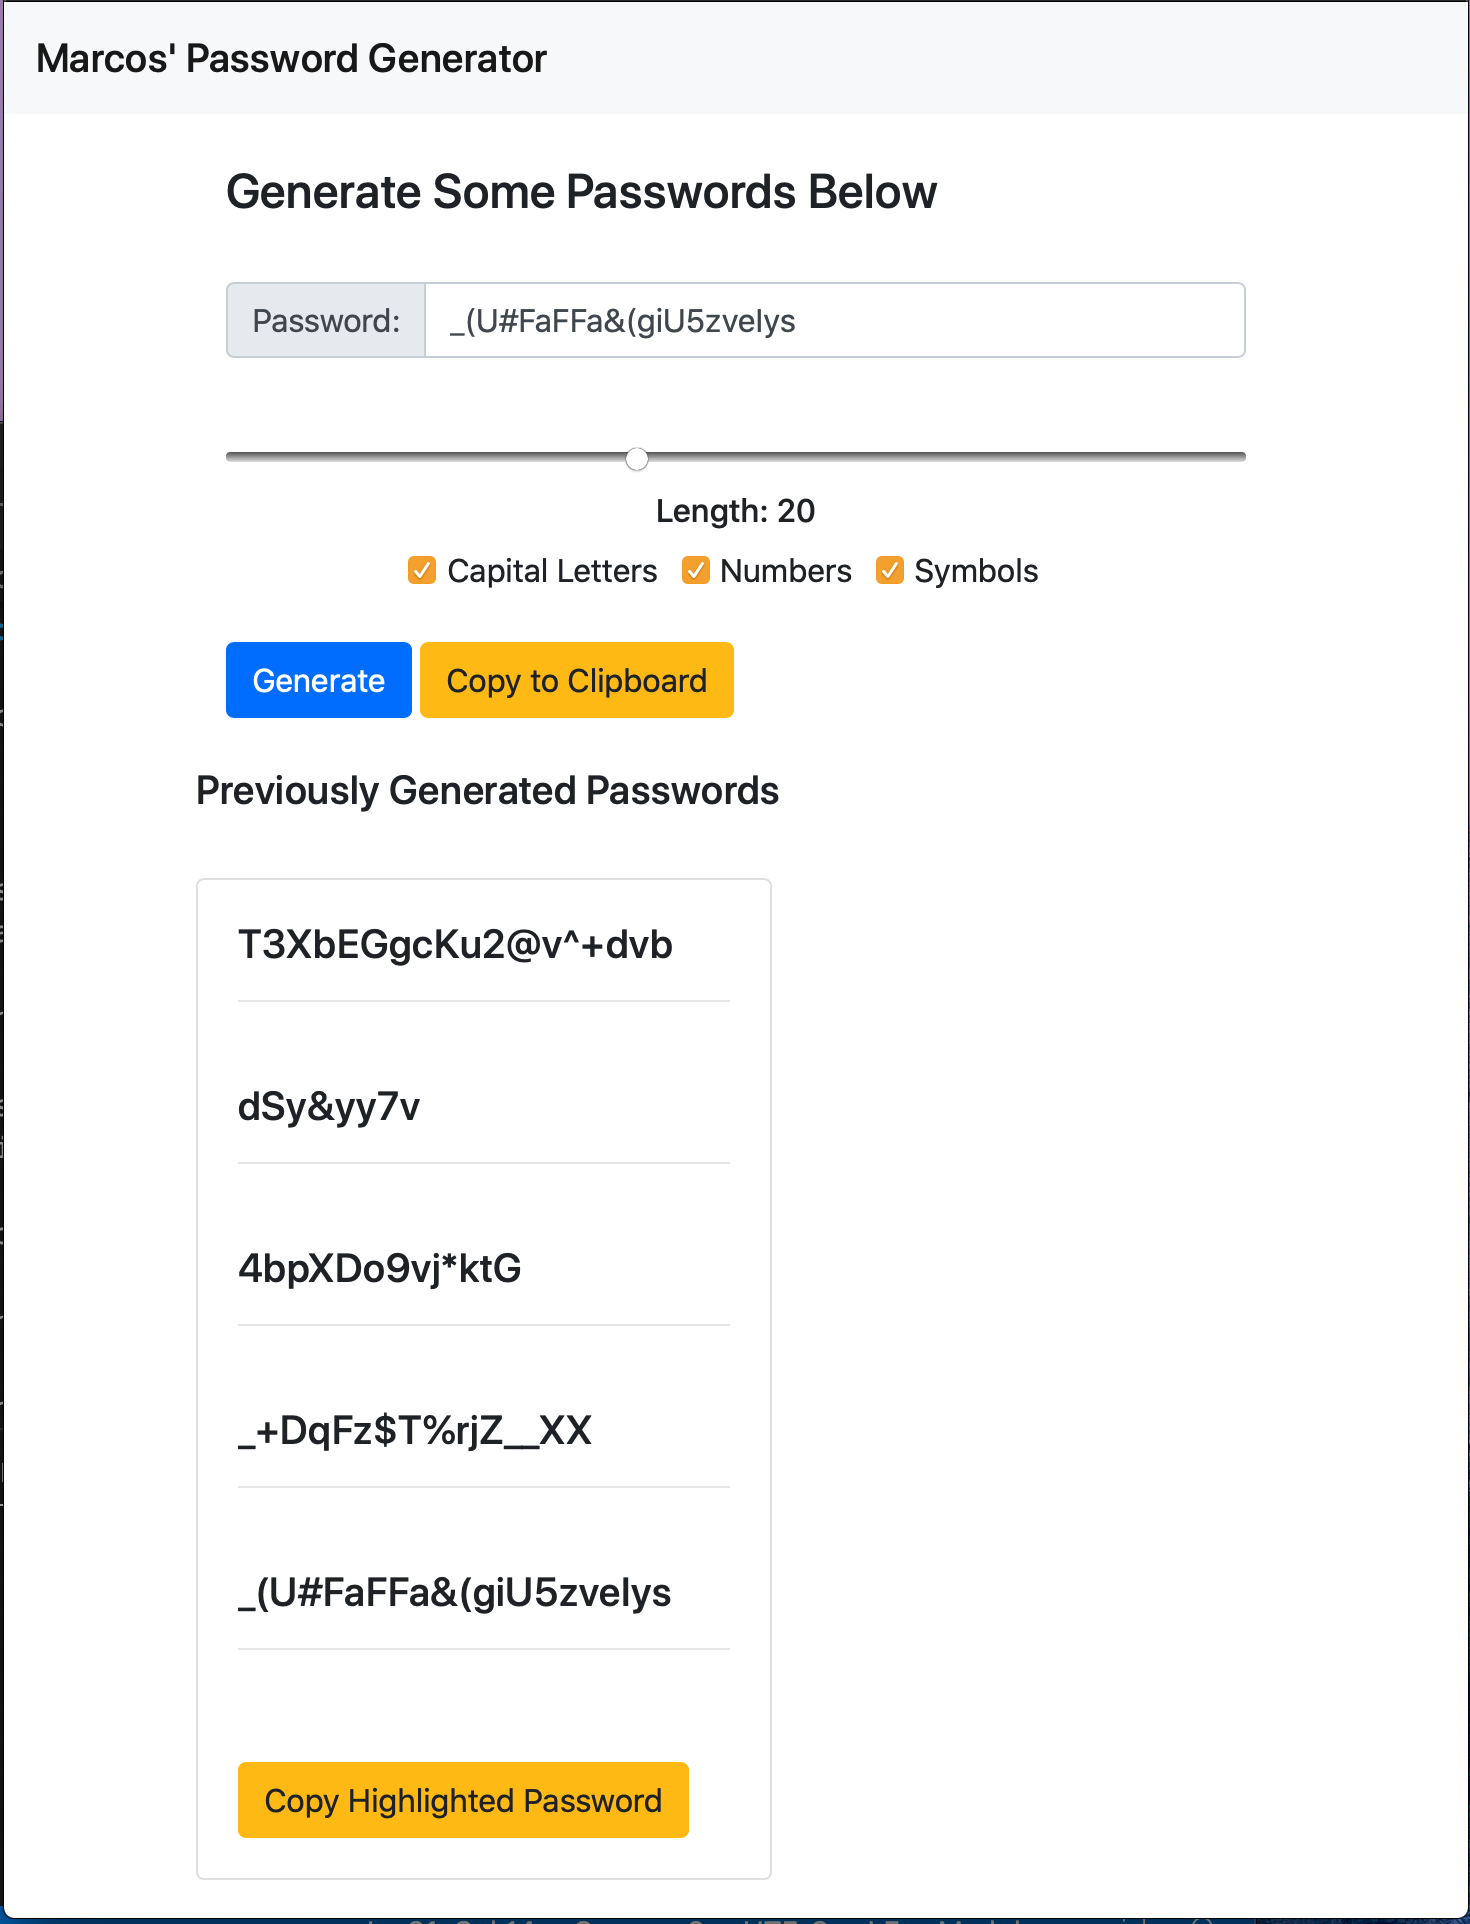 Marcos' Password Generator
Generate Some Passwords Below
Password: _(U#FaFFa&(giU5zvelys
Length: 20
Capital Letters Numbers Symbols
Generate Copy to Clipboard
Previously Generated Passwords
T3XbEGgcKu2@v^+dvb
dSy&yy7v
4bpXDo9vj*ktG
_+DqFz$T%rjZ__XX
_(U#FaFFa&(giU5zvelys
Copy Highlighted Password